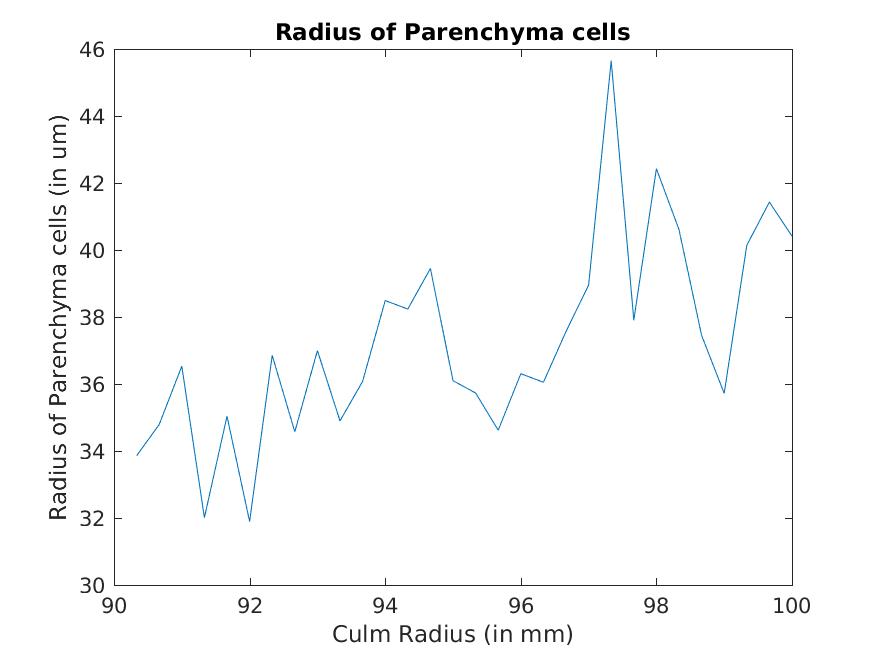 Radius of Parenchyma cells
46
44
42
40
38
36
34
32
30
Radius of Parenchyma cells (in um)
90 92 94 96 98 100
Culm Radius (in mm)